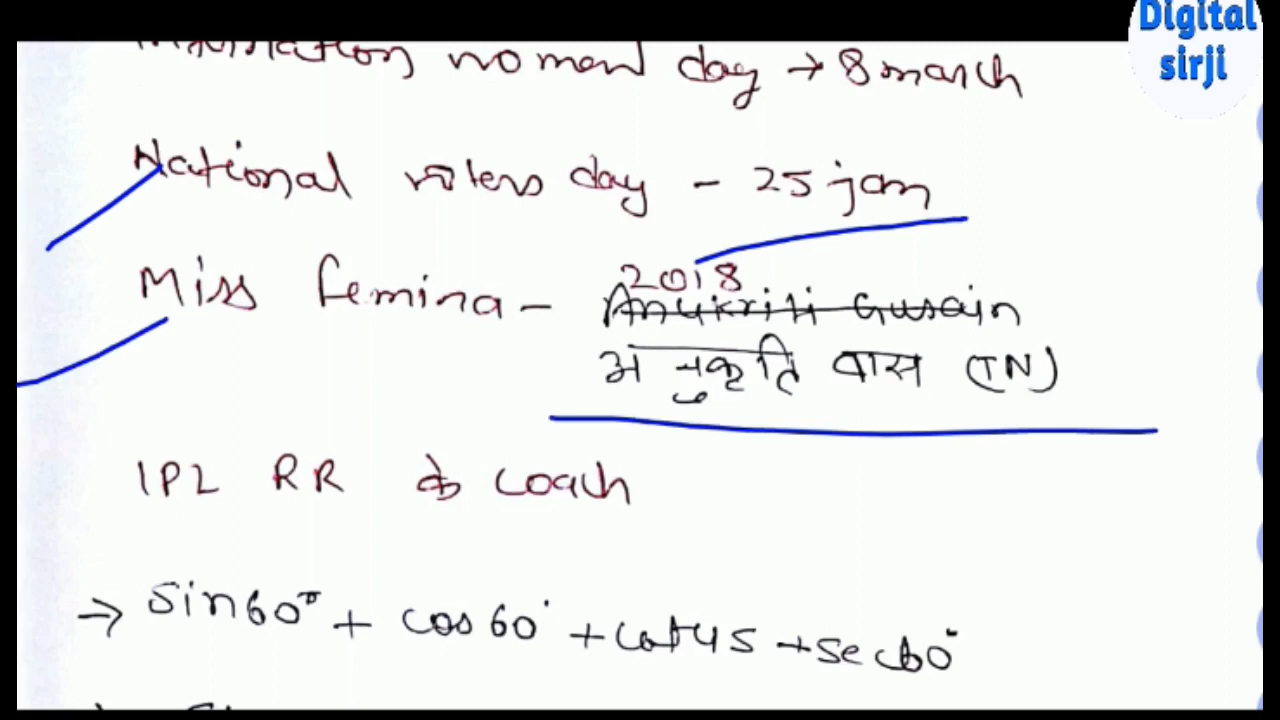 Digital
sirji
women day → 8 march
National voters day - 25 jan
Miss femina - 2018
Anukriti Gusain
अनुकृति वास (TN)
IPL RR के coach
→ Sin60° + cos60° + cot45 + sec60°